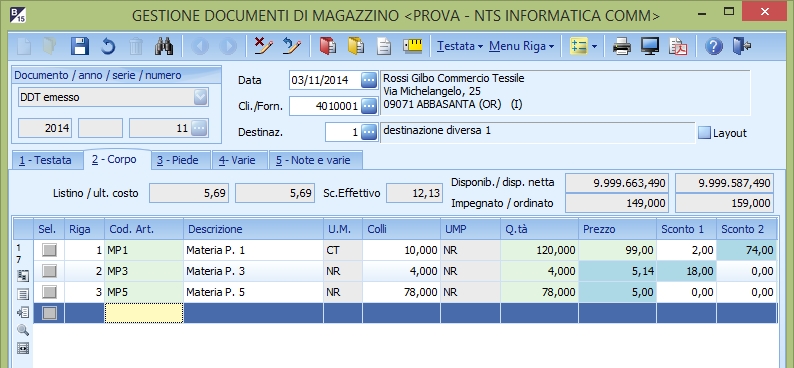 B 15 GESTIONE DOCUMENTI DI MAGAZZINO <PROVA - NTS INFORMATICA COMM>
Testata Menu Riga
Documento / anno / serie / numero
DDT emesso
2014 11
Data 03/11/2014
Cli./Forn. 4010001
Destinaz. 1
Rossi Gilbo Commercio Tessile
Via Michelangelo, 25
09071 ABBASANTA (OR) (I)
destinazione diversa 1
Layout
1 - Testata 2 - Corpo 3 - Piede 4- Varie 5 - Note e varie
Listino / ult. costo 5,69 5,69 Sc.Effettivo 12,13
Disponib./ disp. netta 9.999.663,490 9.999.587,490
Impegnato / ordinato 149,000 159,000
Sel. Riga Cod. Art. Descrizione U.M. Colli UMP Q.tà Prezzo Sconto 1 Sconto 2
1 MP1 Materia P. 1 CT 10,000 NR 120,000 99,00 2,00 74,00
2 MP3 Materia P. 3 NR 4,000 NR 4,000 5,14 18,00 0,00
3 MP5 Materia P. 5 NR 78,000 NR 78,000 5,00 0,00 0,00
1
7